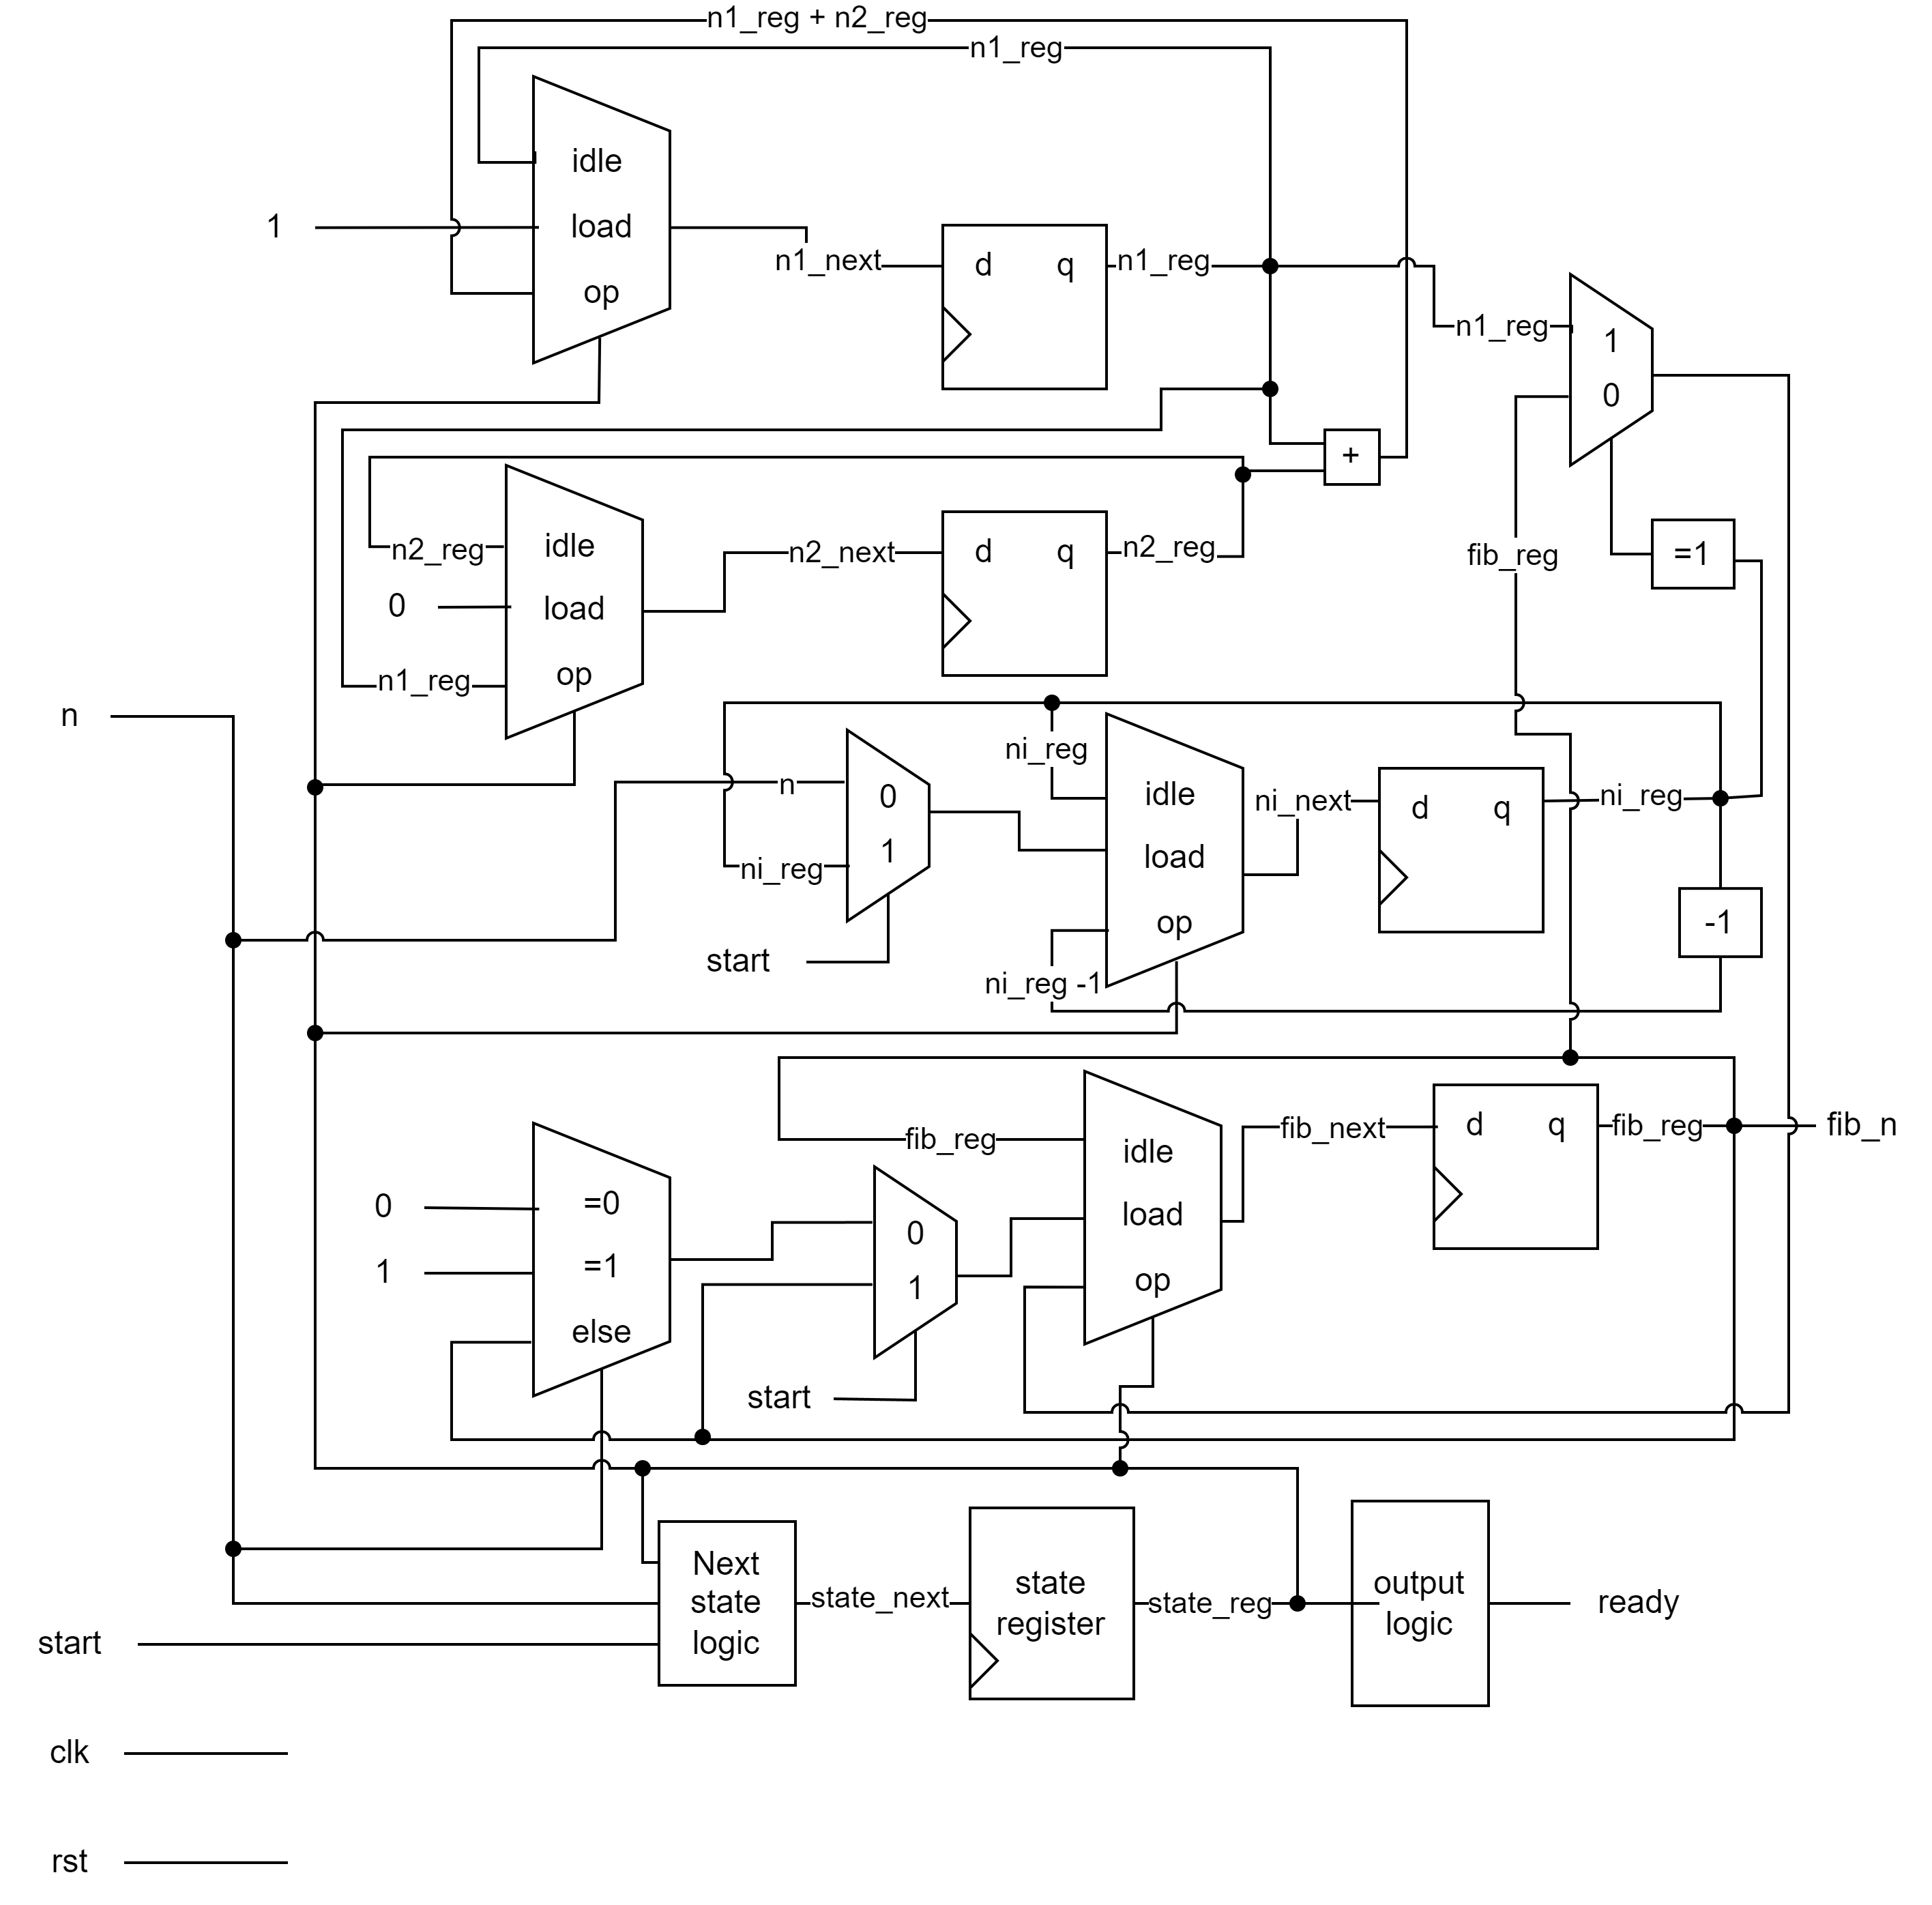 n1_reg + n2_reg
n1_reg
idle
1
load
op
n1_next
d
q
n1_reg
n1_reg
1
0
+
n2_reg
idle
0
load
n1_reg
op
n2_next
d
q
n2_reg
fib_reg
=1
n
n
0
1
ni_reg
start
ni_reg
idle
load
op
ni_reg -1
ni_next
d
q
ni_reg
-1
0
=0
1
=1
else
0
1
start
fib_reg
idle
load
op
fib_next
d
q
fib_reg
fib_n
start
Next
state
logic
state_next
state
register
state_reg
output
logic
ready
clk
rst